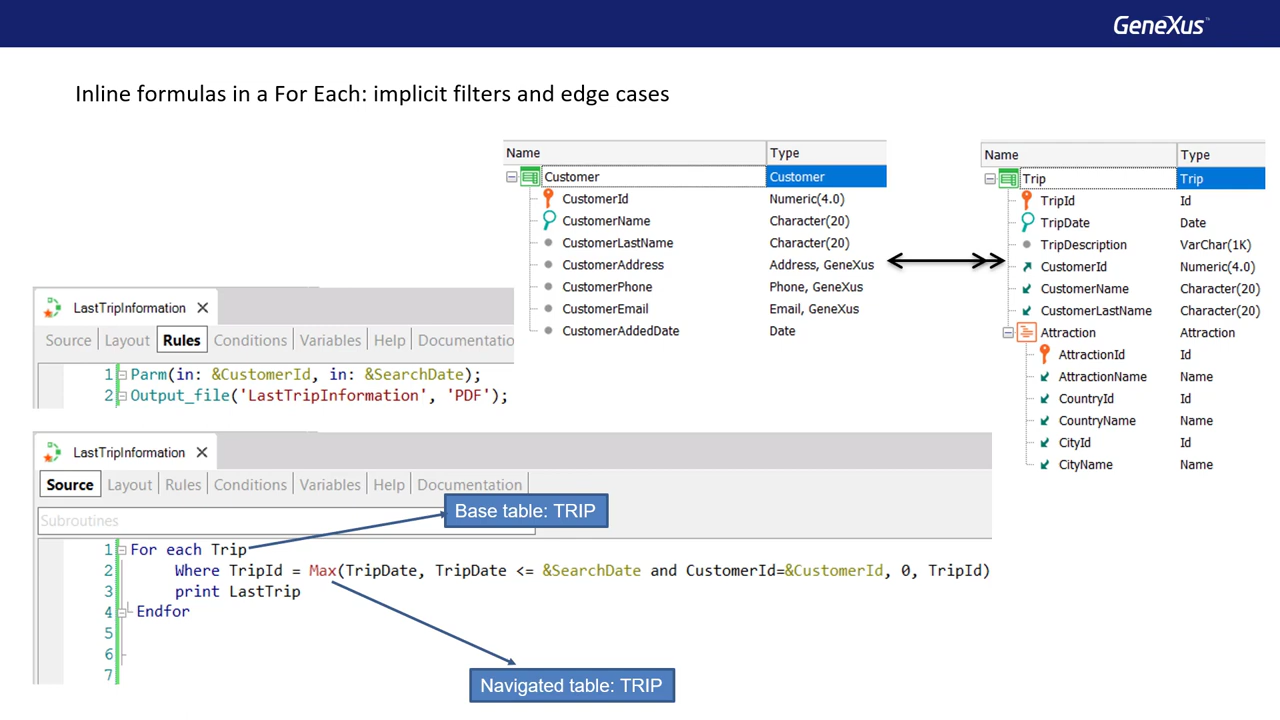 GeneXus™
Inline formulas in a For Each: implicit filters and edge cases
Name Type
Customer Customer
CustomerId Numeric(4.0)
CustomerName Character(20)
CustomerLastName Character(20)
CustomerAddress Address, GeneXus
CustomerPhone Phone, GeneXus
CustomerEmail Email, GeneXus
CustomerAddedDate Date
Name Type
Trip Trip
TripId Id
TripDate Date
TripDescription VarChar(1K)
CustomerId Numeric(4.0)
CustomerName Character(20)
CustomerLastName Character(20)
Attraction Attraction
AttractionId Id
AttractionName Name
CountryId Id
CountryName Name
CityId Id
CityName Name
LastTripInformation
Source Layout Rules Conditions Variables Help Documentatio
1 Parm(in: &CustomerId, in: &SearchDate);
2 Output_file('LastTripInformation', 'PDF');
LastTripInformation
Source Layout Rules Conditions Variables Help Documentation
Subroutines
Base table: TRIP
1 For each Trip
2 Where TripId = Max(TripDate, TripDate <= &SearchDate and CustomerId=&CustomerId, 0, TripId)
3 print LastTrip
4 Endfor
5
6
7
Navigated table: TRIP